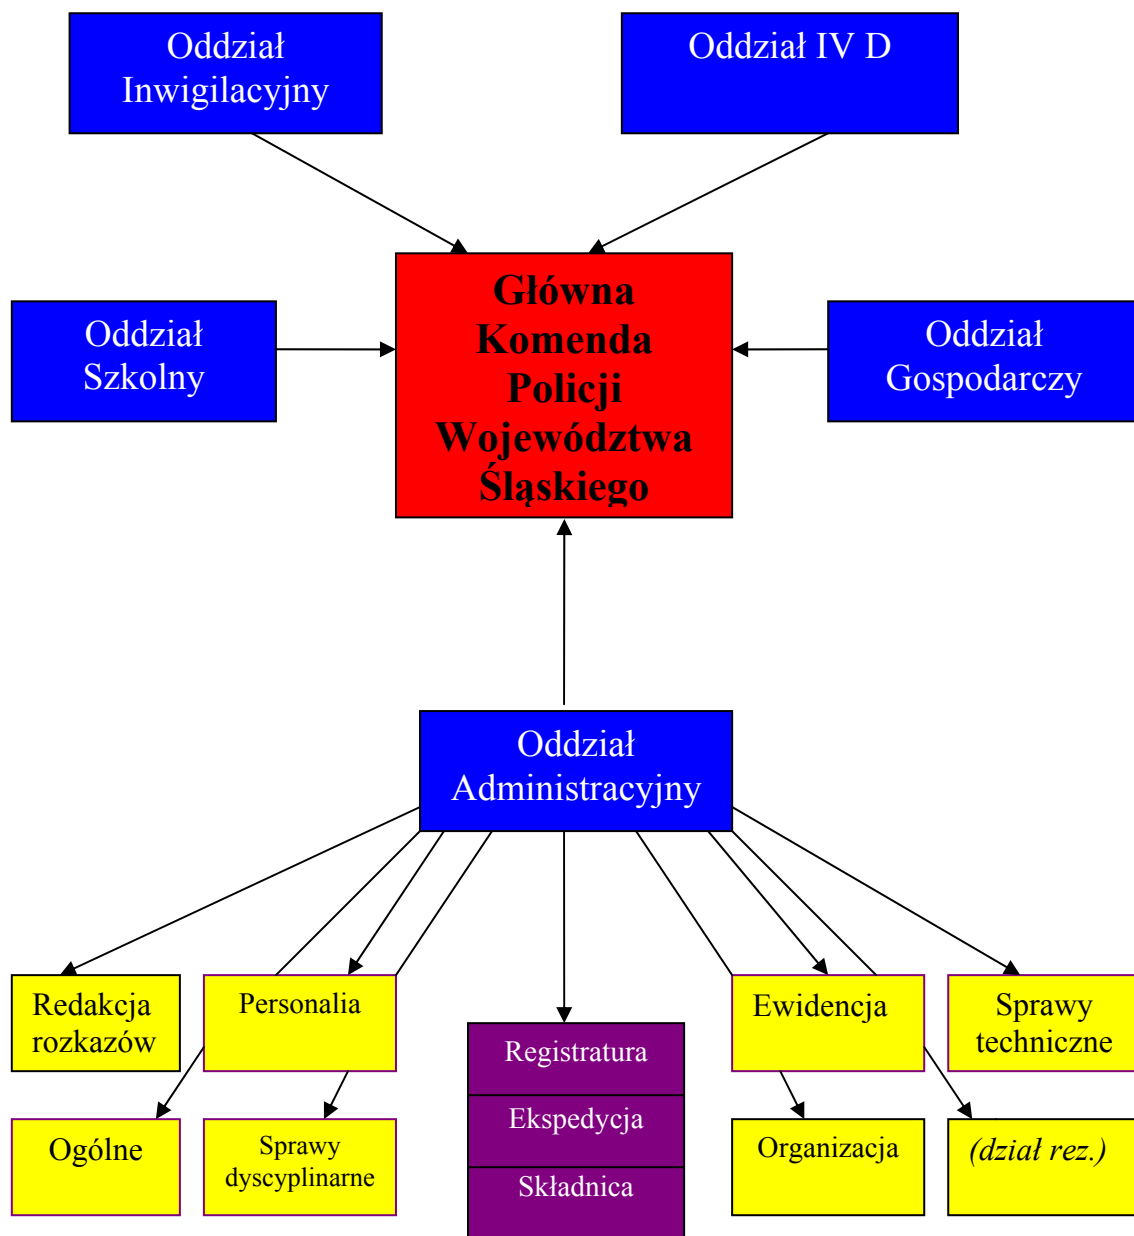 Oddział
Inwigilacyjny
Oddział IV D
Główna
Komenda
Policji
Województwa
Śląskiego
Oddział
Szkolny
Oddział
Gospodarczy
Oddział
Administracyjny
Redakcja
rozkazów
Personalia
Ewidencja
Sprawy
techniczne
Registratura
Ekspedycja
Składnica
Ogólne
Sprawy
dyscyplinarne
Organizacja
(dział rez.)